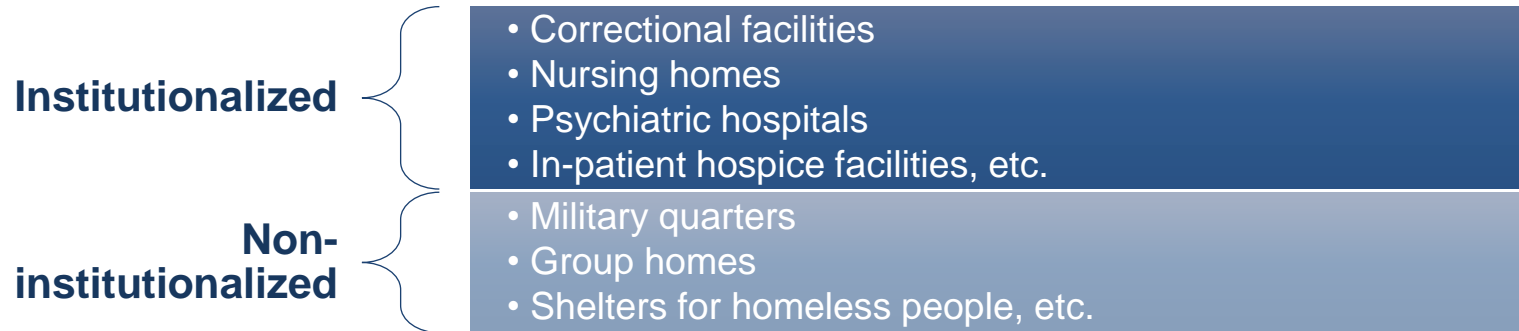 Institutionalized
• Correctional facilities
• Nursing homes
• Psychiatric hospitals
• In-patient hospice facilities, etc.
Non-
institutionalized
• Military quarters
• Group homes
• Shelters for homeless people, etc.